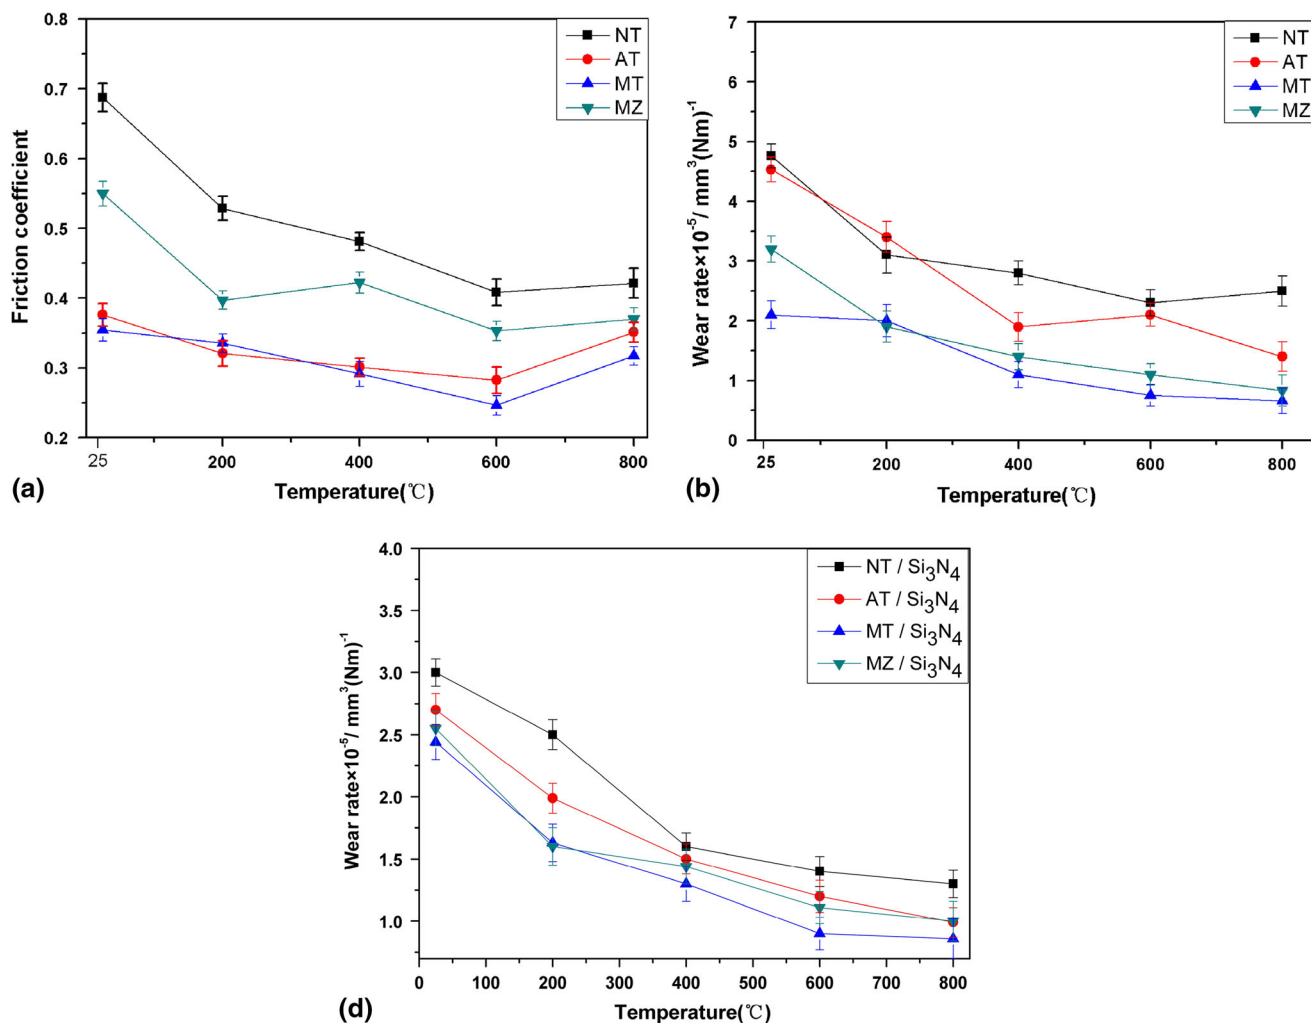 0.8
0.7
0.6
0.5
0.4
0.3
0.2
Friction coefficient
NT
AT
MT
MZ
25 200 400 600 800
Temperature(℃)
(a)
7
6
5
4
3
2
1
0
Wear rate×10⁻⁵/ mm³(Nm)⁻¹
NT
AT
MT
MZ
25 200 400 600 800
Temperature(℃)
(b)
4.0
3.5
3.0
2.5
2.0
1.5
1.0
Wear rate×10⁻⁵/ mm³(Nm)⁻¹
NT / Si₃N₄
AT / Si₃N₄
MT / Si₃N₄
MZ / Si₃N₄
0 100 200 300 400 500 600 700 800
Temperature(℃)
(d)